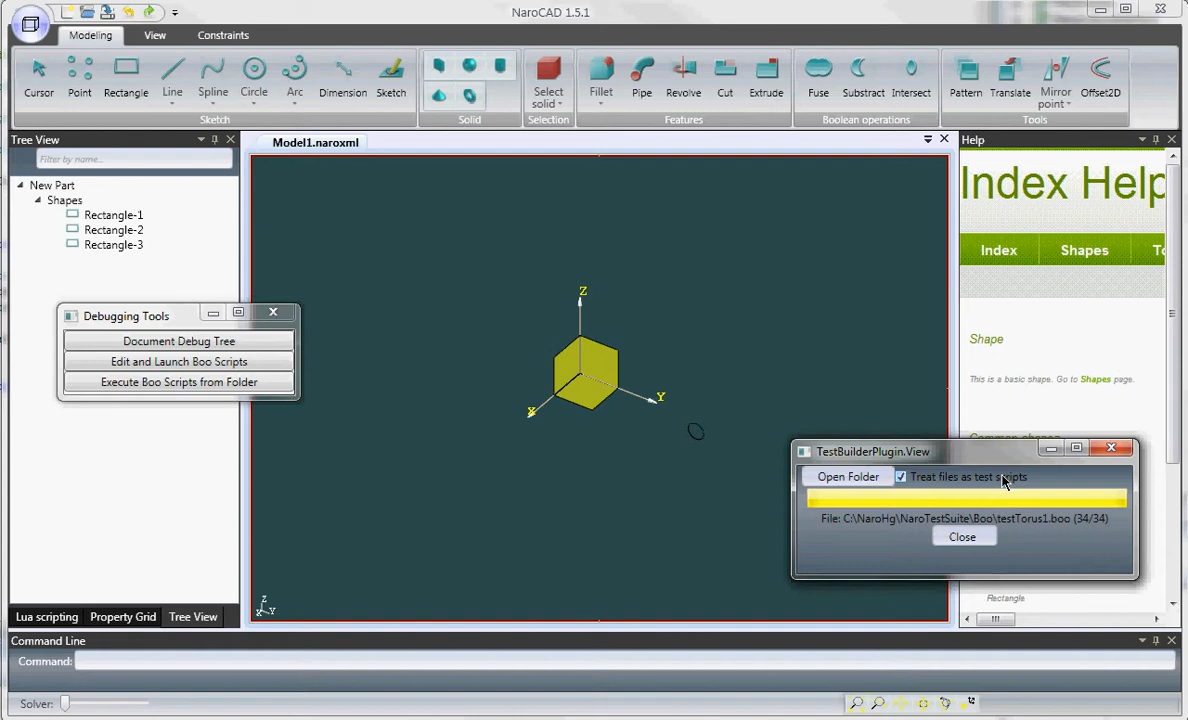 NaroCAD 1.5.1
Modeling View Constraints
Cursor Point Rectangle Line Spline Circle Arc Dimension Sketch
Select solid
Fillet Pipe Revolve Cut Extrude
Fuse Substract Intersect
Pattern Translate Mirror point Offset2D
Sketch Solid Selection Features Boolean operations Tools
Tree View
Filter by name...
New Part
Shapes
Rectangle-1
Rectangle-2
Rectangle-3
Model1.naroxml
Z
X
Y
Z
X Y
Debugging Tools
Document Debug Tree
Edit and Launch Boo Scripts
Execute Boo Scripts from Folder
Help
Index Help
Index Shapes To
Shape
This is a basic shape. Go to Shapes page.
Common shapes
Rectangle
TestBuilderPlugin.View
Open Folder Treat files as test scripts
File: C:\NaroHg\NaroTestSuite\Boo\testTorus1.boo (34/34)
Close
Lua scripting Property Grid Tree View
Command Line
Command:
Solver: